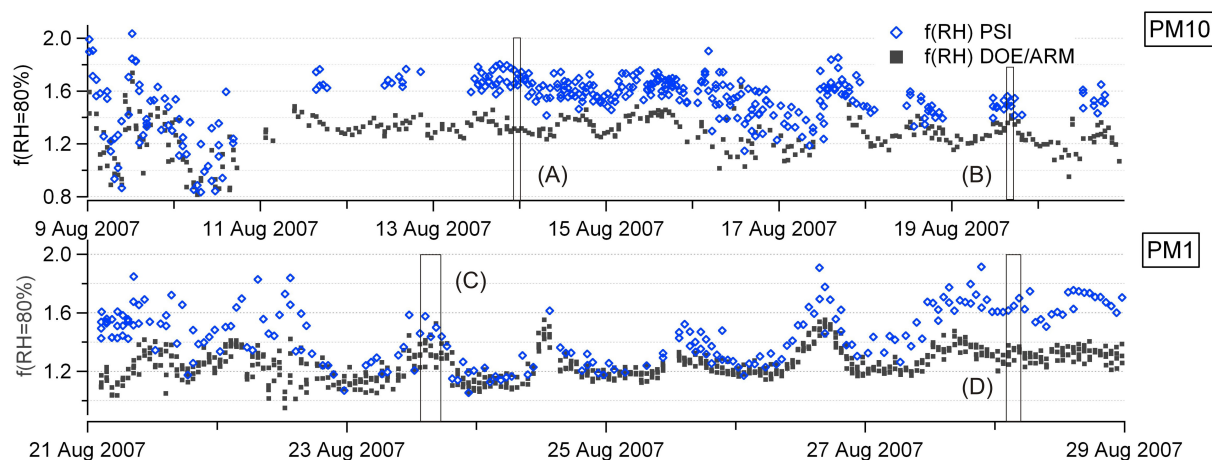 PM10
f(RH) PSI
f(RH) DOE/ARM
f(RH=80%)
2.0
1.6
1.2
0.8
(A)
(B)
9 Aug 2007 11 Aug 2007 13 Aug 2007 15 Aug 2007 17 Aug 2007 19 Aug 2007
PM1
f(RH=80%)
2.0
1.6
1.2
(C)
(D)
21 Aug 2007 23 Aug 2007 25 Aug 2007 27 Aug 2007 29 Aug 2007